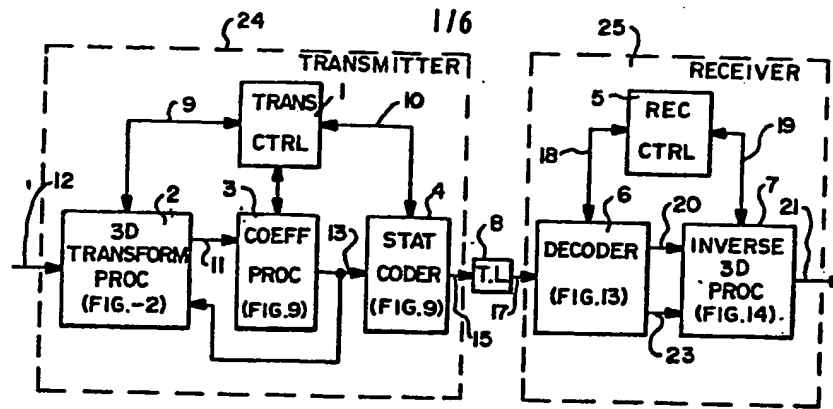 1/6
24
25
TRANSMITTER
RECEIVER
9
TRANS
CTRL
1
10
5
REC
CTRL
18
19
12
2
3D
TRANSFORM
PROC
(FIG.-2)
11
3
COEFF
PROC
(FIG.9)
13
4
STAT
CODER
(FIG.9)
15
8
T.L.
17
6
DECODER
(FIG.13)
20
23
7
INVERSE
3D
PROC
(FIG.14)
21